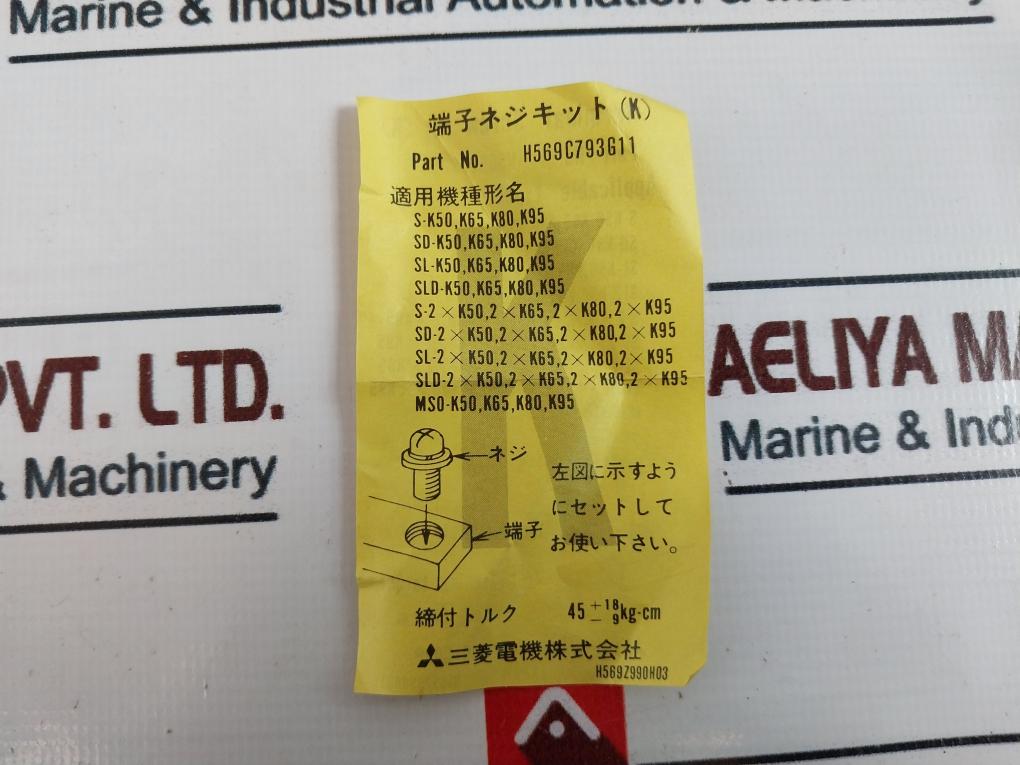 Marine & Industrial Automation & Machinery
端子ネジキット(K)
Part No. H569C793G11
適用機種形名
S-K50,K65,K80,K95
SD-K50,K65,K80,K95
SL-K50,K65,K80,K95
SLD-K50,K65,K80,K95
S-2×K50,2×K65,2×K80,2×K95
SD-2×K50,2×K65,2×K80,2×K95
SL-2×K50,2×K65,2×K80,2×K95
SLD-2×K50,2×K65,2×K80,2×K95
MSO-K50,K65,K80,K95
ネジ
端子
左図に示すよう
にセットして
お使い下さい。
締付トルク 45 +18 −9 kg-cm
三菱電機株式会社
H569Z990H03
K
PVT. LTD.
& Machinery
AELIYA MA
Marine & Indu